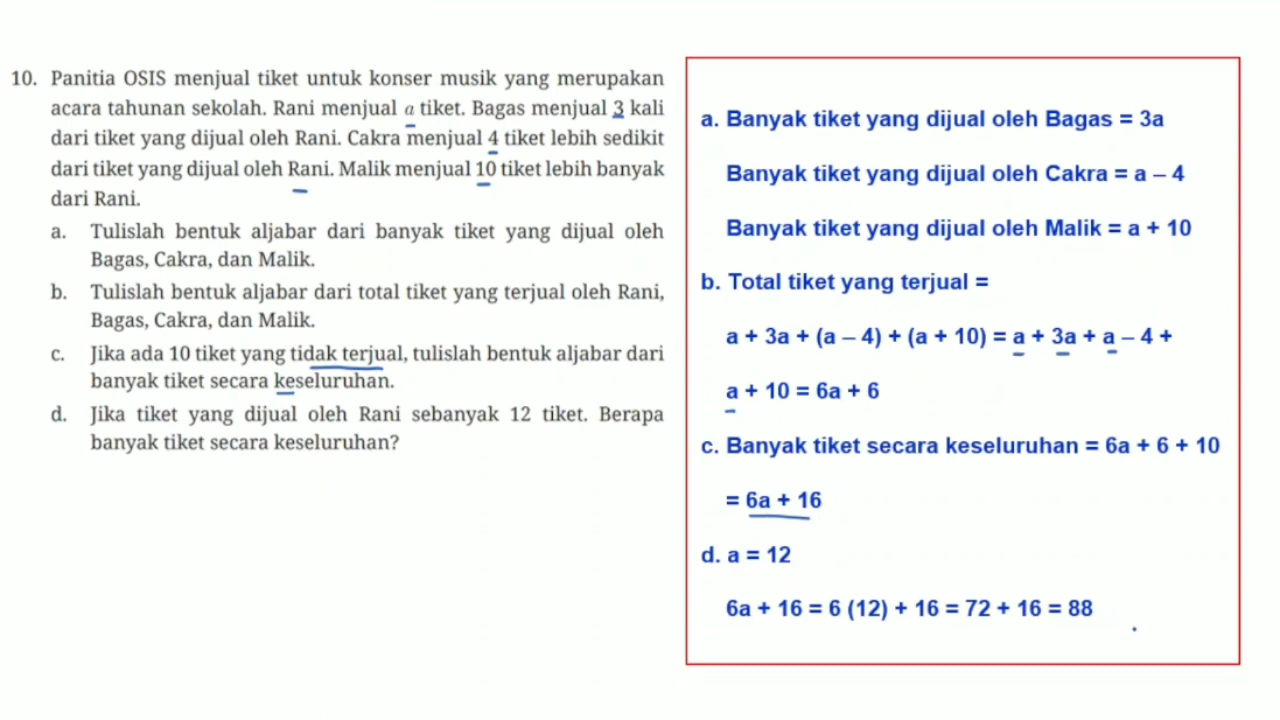 10. Panitia OSIS menjual tiket untuk konser musik yang merupakan
acara tahunan sekolah. Rani menjual a tiket. Bagas menjual 3 kali
dari tiket yang dijual oleh Rani. Cakra menjual 4 tiket lebih sedikit
dari tiket yang dijual oleh Rani. Malik menjual 10 tiket lebih banyak
dari Rani.
a. Tulislah bentuk aljabar dari banyak tiket yang dijual oleh
Bagas, Cakra, dan Malik.
b. Tulislah bentuk aljabar dari total tiket yang terjual oleh Rani,
Bagas, Cakra, dan Malik.
c. Jika ada 10 tiket yang tidak terjual, tulislah bentuk aljabar dari
banyak tiket secara keseluruhan.
d. Jika tiket yang dijual oleh Rani sebanyak 12 tiket. Berapa
banyak tiket secara keseluruhan?
a. Banyak tiket yang dijual oleh Bagas = 3a
Banyak tiket yang dijual oleh Cakra = a – 4
Banyak tiket yang dijual oleh Malik = a + 10
b. Total tiket yang terjual =
a + 3a + (a – 4) + (a + 10) = a + 3a + a – 4 +
a + 10 = 6a + 6
c. Banyak tiket secara keseluruhan = 6a + 6 + 10
= 6a + 16
d. a = 12
6a + 16 = 6 (12) + 16 = 72 + 16 = 88